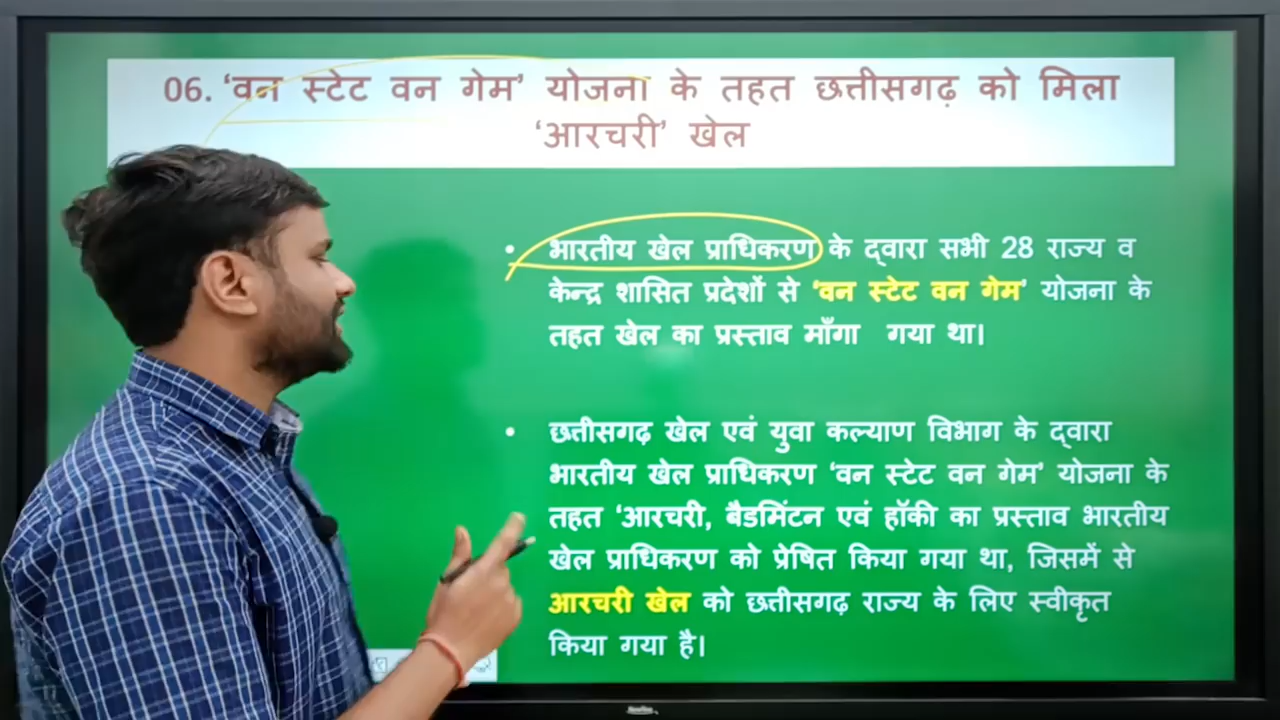 06. ‘वन स्टेट वन गेम’ योजना के तहत छत्तीसगढ़ को मिला
‘आरचरी’ खेल
• भारतीय खेल प्राधिकरण के द्वारा सभी 28 राज्य व
केन्द्र शासित प्रदेशों से ‘वन स्टेट वन गेम’ योजना के
तहत खेल का प्रस्ताव माँगा गया था।
• छत्तीसगढ़ खेल एवं युवा कल्याण विभाग के द्वारा
भारतीय खेल प्राधिकरण ‘वन स्टेट वन गेम’ योजना के
तहत ‘आरचरी, बैडमिंटन एवं हॉकी का प्रस्ताव भारतीय
खेल प्राधिकरण को प्रेषित किया गया था, जिसमें से
आरचरी खेल को छत्तीसगढ़ राज्य के लिए स्वीकृत
किया गया है।